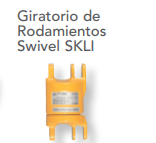 Giratorio de
Rodamientos
Swivel SKLI